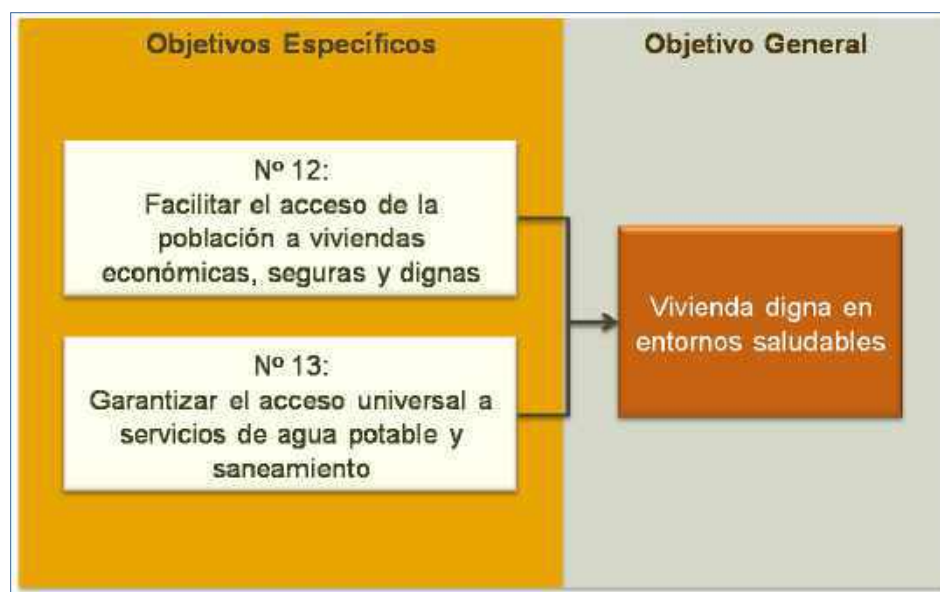 Objetivos Específicos
Objetivo General
Nº 12:
Facilitar el acceso de la
población a viviendas
económicas, seguras y dignas
Nº 13:
Garantizar el acceso universal a
servicios de agua potable y
saneamiento
Vivienda digna en
entornos saludables